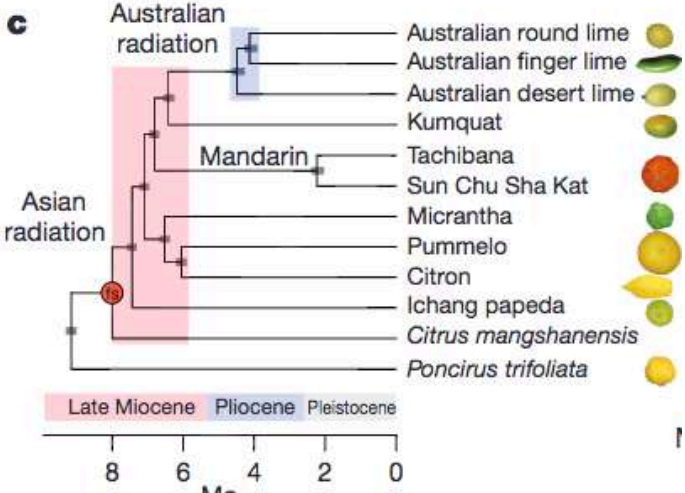 c
Australian
radiation
Australian round lime
Australian finger lime
Australian desert lime
Kumquat
Mandarin
Tachibana
Sun Chu Sha Kat
Asian
radiation
Micrantha
Pummelo
Citron
fs
Ichang papeda
Citrus mangshanensis
Poncirus trifoliata
Late Miocene Pliocene Pleistocene
8 6 4 2 0